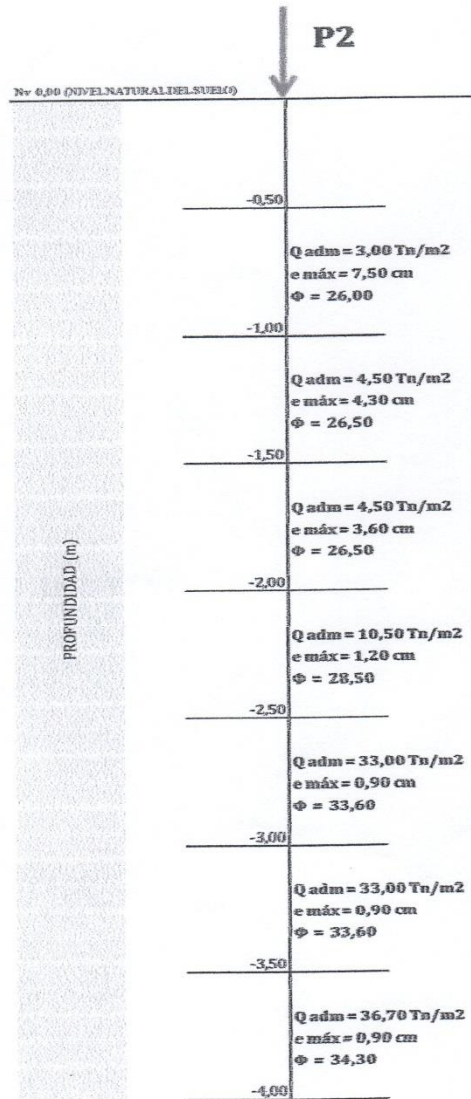 P2
Nv 0,00 (NIVEL NATURAL DEL SUELO)
-0,50
Q adm = 3,00 Tn/m2
e máx = 7,50 cm
Φ = 26,00
-1,00
Q adm = 4,50 Tn/m2
e máx = 4,30 cm
Φ = 26,50
-1,50
Q adm = 4,50 Tn/m2
e máx = 3,60 cm
Φ = 26,50
-2,00
PROFUNDIDAD (m)
Q adm = 10,50 Tn/m2
e máx = 1,20 cm
Φ = 28,50
-2,50
Q adm = 33,00 Tn/m2
e máx = 0,90 cm
Φ = 33,60
-3,00
Q adm = 33,00 Tn/m2
e máx = 0,90 cm
Φ = 33,60
-3,50
Q adm = 36,70 Tn/m2
e máx = 0,90 cm
Φ = 34,30
-4,00